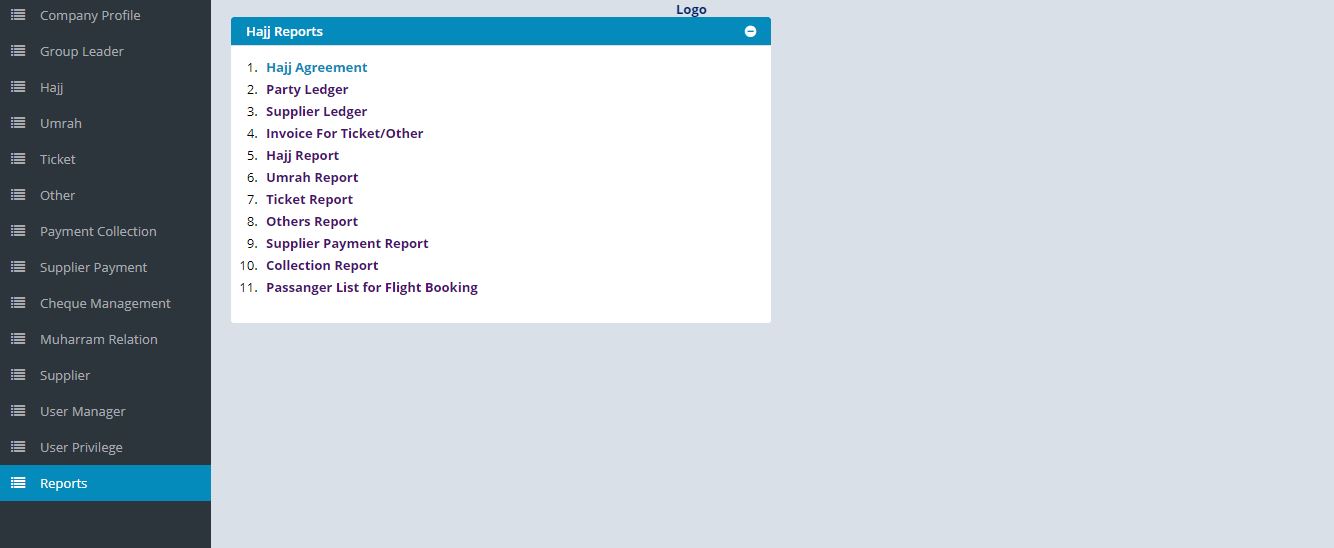 Company Profile
Group Leader
Hajj
Umrah
Ticket
Other
Payment Collection
Supplier Payment
Cheque Management
Muharram Relation
Supplier
User Manager
User Privilege
Reports
Logo
Hajj Reports
1. Hajj Agreement
2. Party Ledger
3. Supplier Ledger
4. Invoice For Ticket/Other
5. Hajj Report
6. Umrah Report
7. Ticket Report
8. Others Report
9. Supplier Payment Report
10. Collection Report
11. Passanger List for Flight Booking